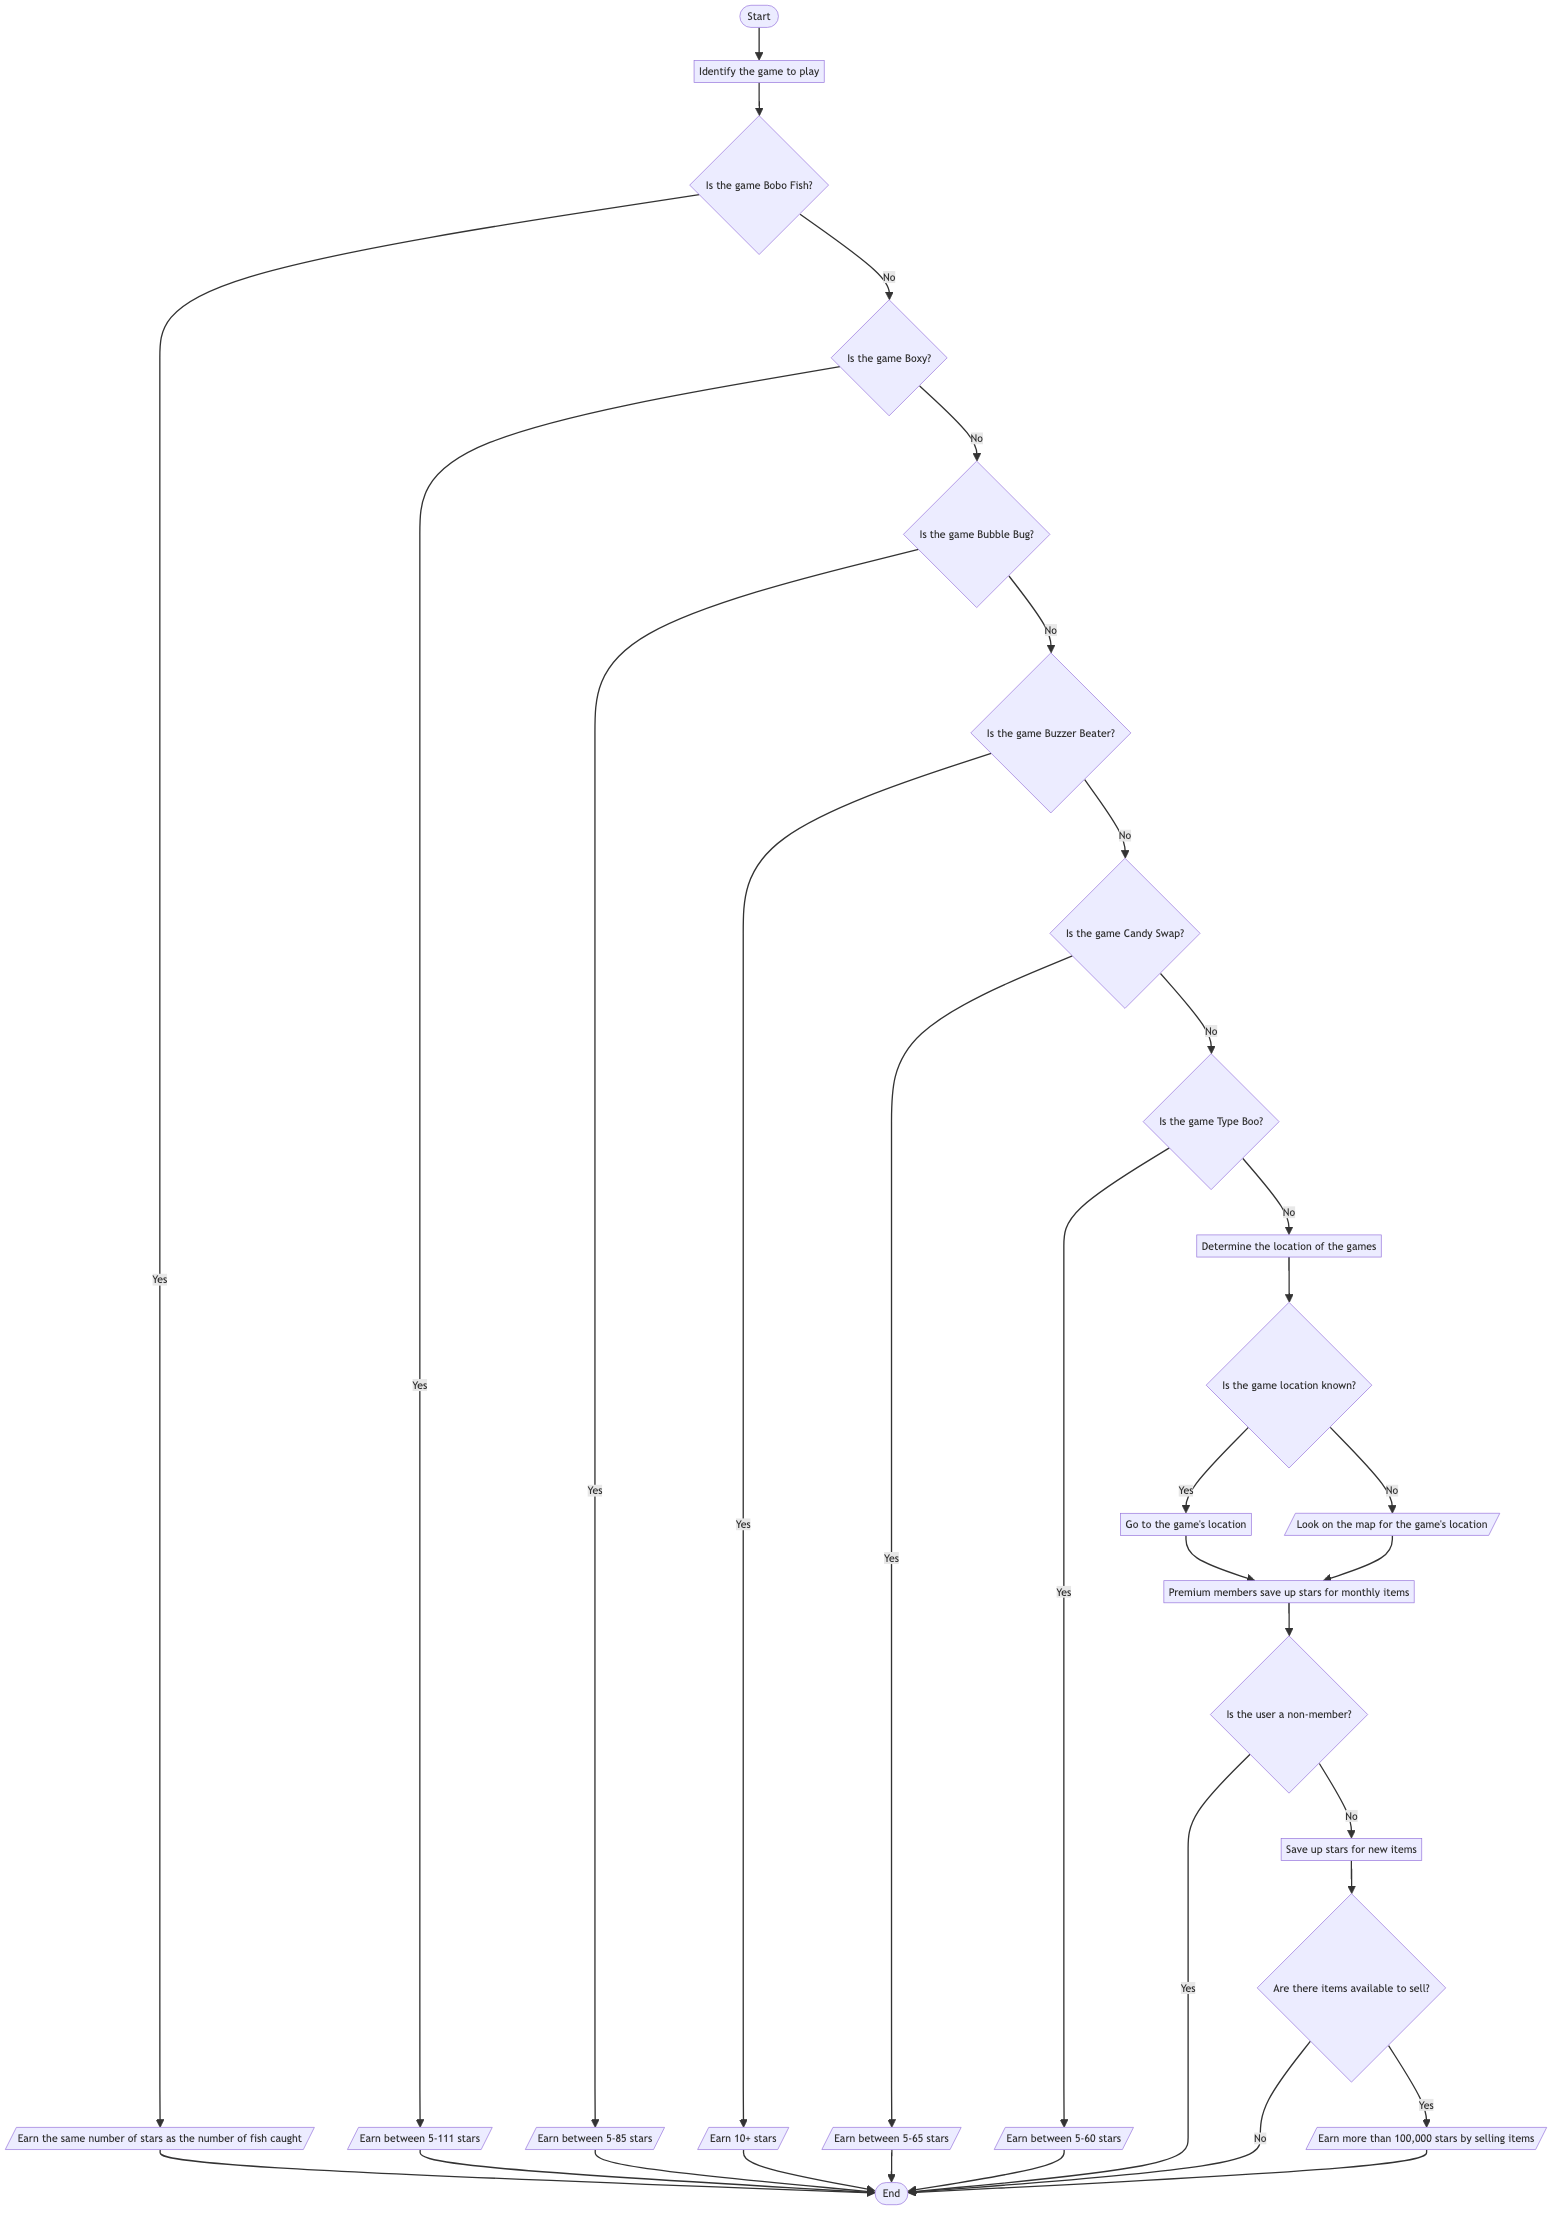 Start
Identify the game to play
Is the game Bobo Fish?
No
Is the game Boxy?
No
Is the game Bubble Bug?
No
Is the game Buzzer Beater?
No
Is the game Candy Swap?
No
Is the game Type Boo?
No
Determine the location of the games
Yes
Is the game location known?
Yes
Yes
No
Yes
Go to the game's location
Look on the map for the game's location
Yes
Yes
Yes
Premium members save up stars for monthly items
Is the user a non-member?
No
Save up stars for new items
Yes
Are there items available to sell?
Yes
Earn the same number of stars as the number of fish caught
Earn between 5-111 stars
Earn between 5-85 stars
Earn 10+ stars
Earn between 5-65 stars
Earn between 5-60 stars
No
Earn more than 100,000 stars by selling items
End